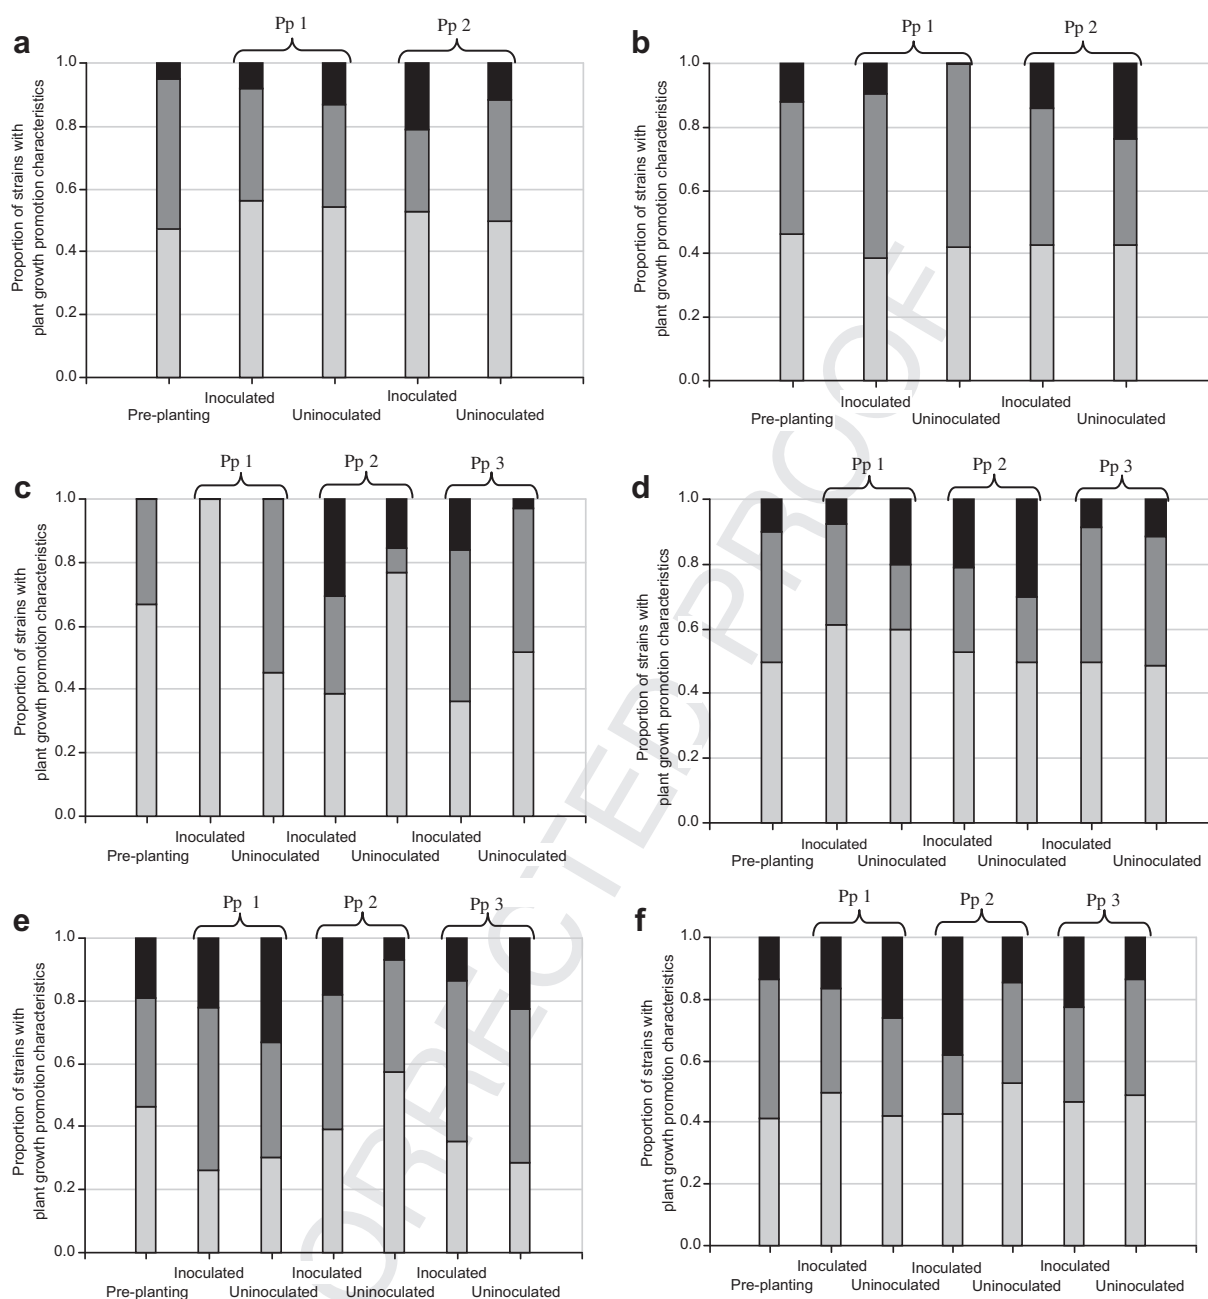 a
Pp 1
Pp 2
Proportion of strains with
plant growth promotion characteristics
1.0
0.8
0.6
0.4
0.2
0.0
Pre-planting
Inoculated
Uninoculated
Inoculated
Uninoculated
b
Pp 1
Pp 2
Proportion of strains with
plant growth promotion characteristics
1.0
0.8
0.6
0.4
0.2
0.0
Pre-planting
Inoculated
Uninoculated
Inoculated
Uninoculated
c
Pp 1
Pp 2
Pp 3
Proportion of strains with
plant growth promotion characteristics
1.0
0.8
0.6
0.4
0.2
0.0
Pre-planting
Inoculated
Uninoculated
Inoculated
Uninoculated
Inoculated
Uninoculated
d
Pp 1
Pp 2
Pp 3
Proportion of strains with
plant growth promotion characteristics
1.0
0.8
0.6
0.4
0.2
0.0
Pre-planting
Inoculated
Uninoculated
Inoculated
Uninoculated
Inoculated
Uninoculated
e
Pp 1
Pp 2
Pp 3
Proportion of strains with
plant growth promotion characteristics
1.0
0.8
0.6
0.4
0.2
0.0
Pre-planting
Inoculated
Uninoculated
Inoculated
Uninoculated
Inoculated
Uninoculated
f
Pp 1
Pp 2
Pp 3
Proportion of strains with
plant growth promotion characteristics
1.0
0.8
0.6
0.4
0.2
0.0
Pre-planting
Inoculated
Uninoculated
Inoculated
Uninoculated
Inoculated
Uninoculated
ORRECTED PROOF